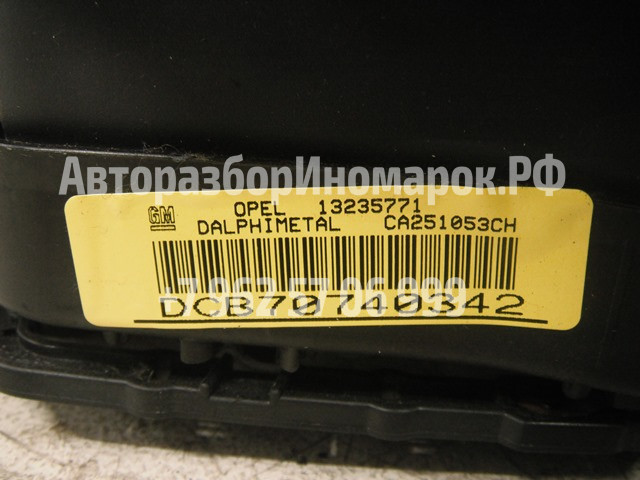 АвторазборИномарок.РФ
GM OPEL 13235771
DALPHIMETAL CA251053CH
DCB70740342